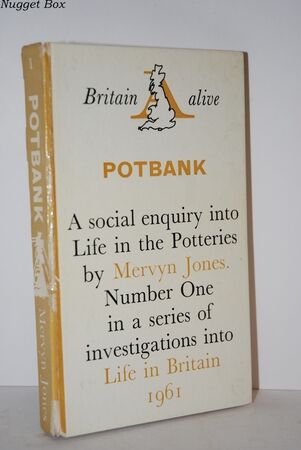 Nugget Box
Britain alive
POTBANK
A social enquiry into
Life in the Potteries
by Mervyn Jones.
Number One
in a series of
investigations into
Life in Britain
1961
1
POTBANK
Mervyn Jones